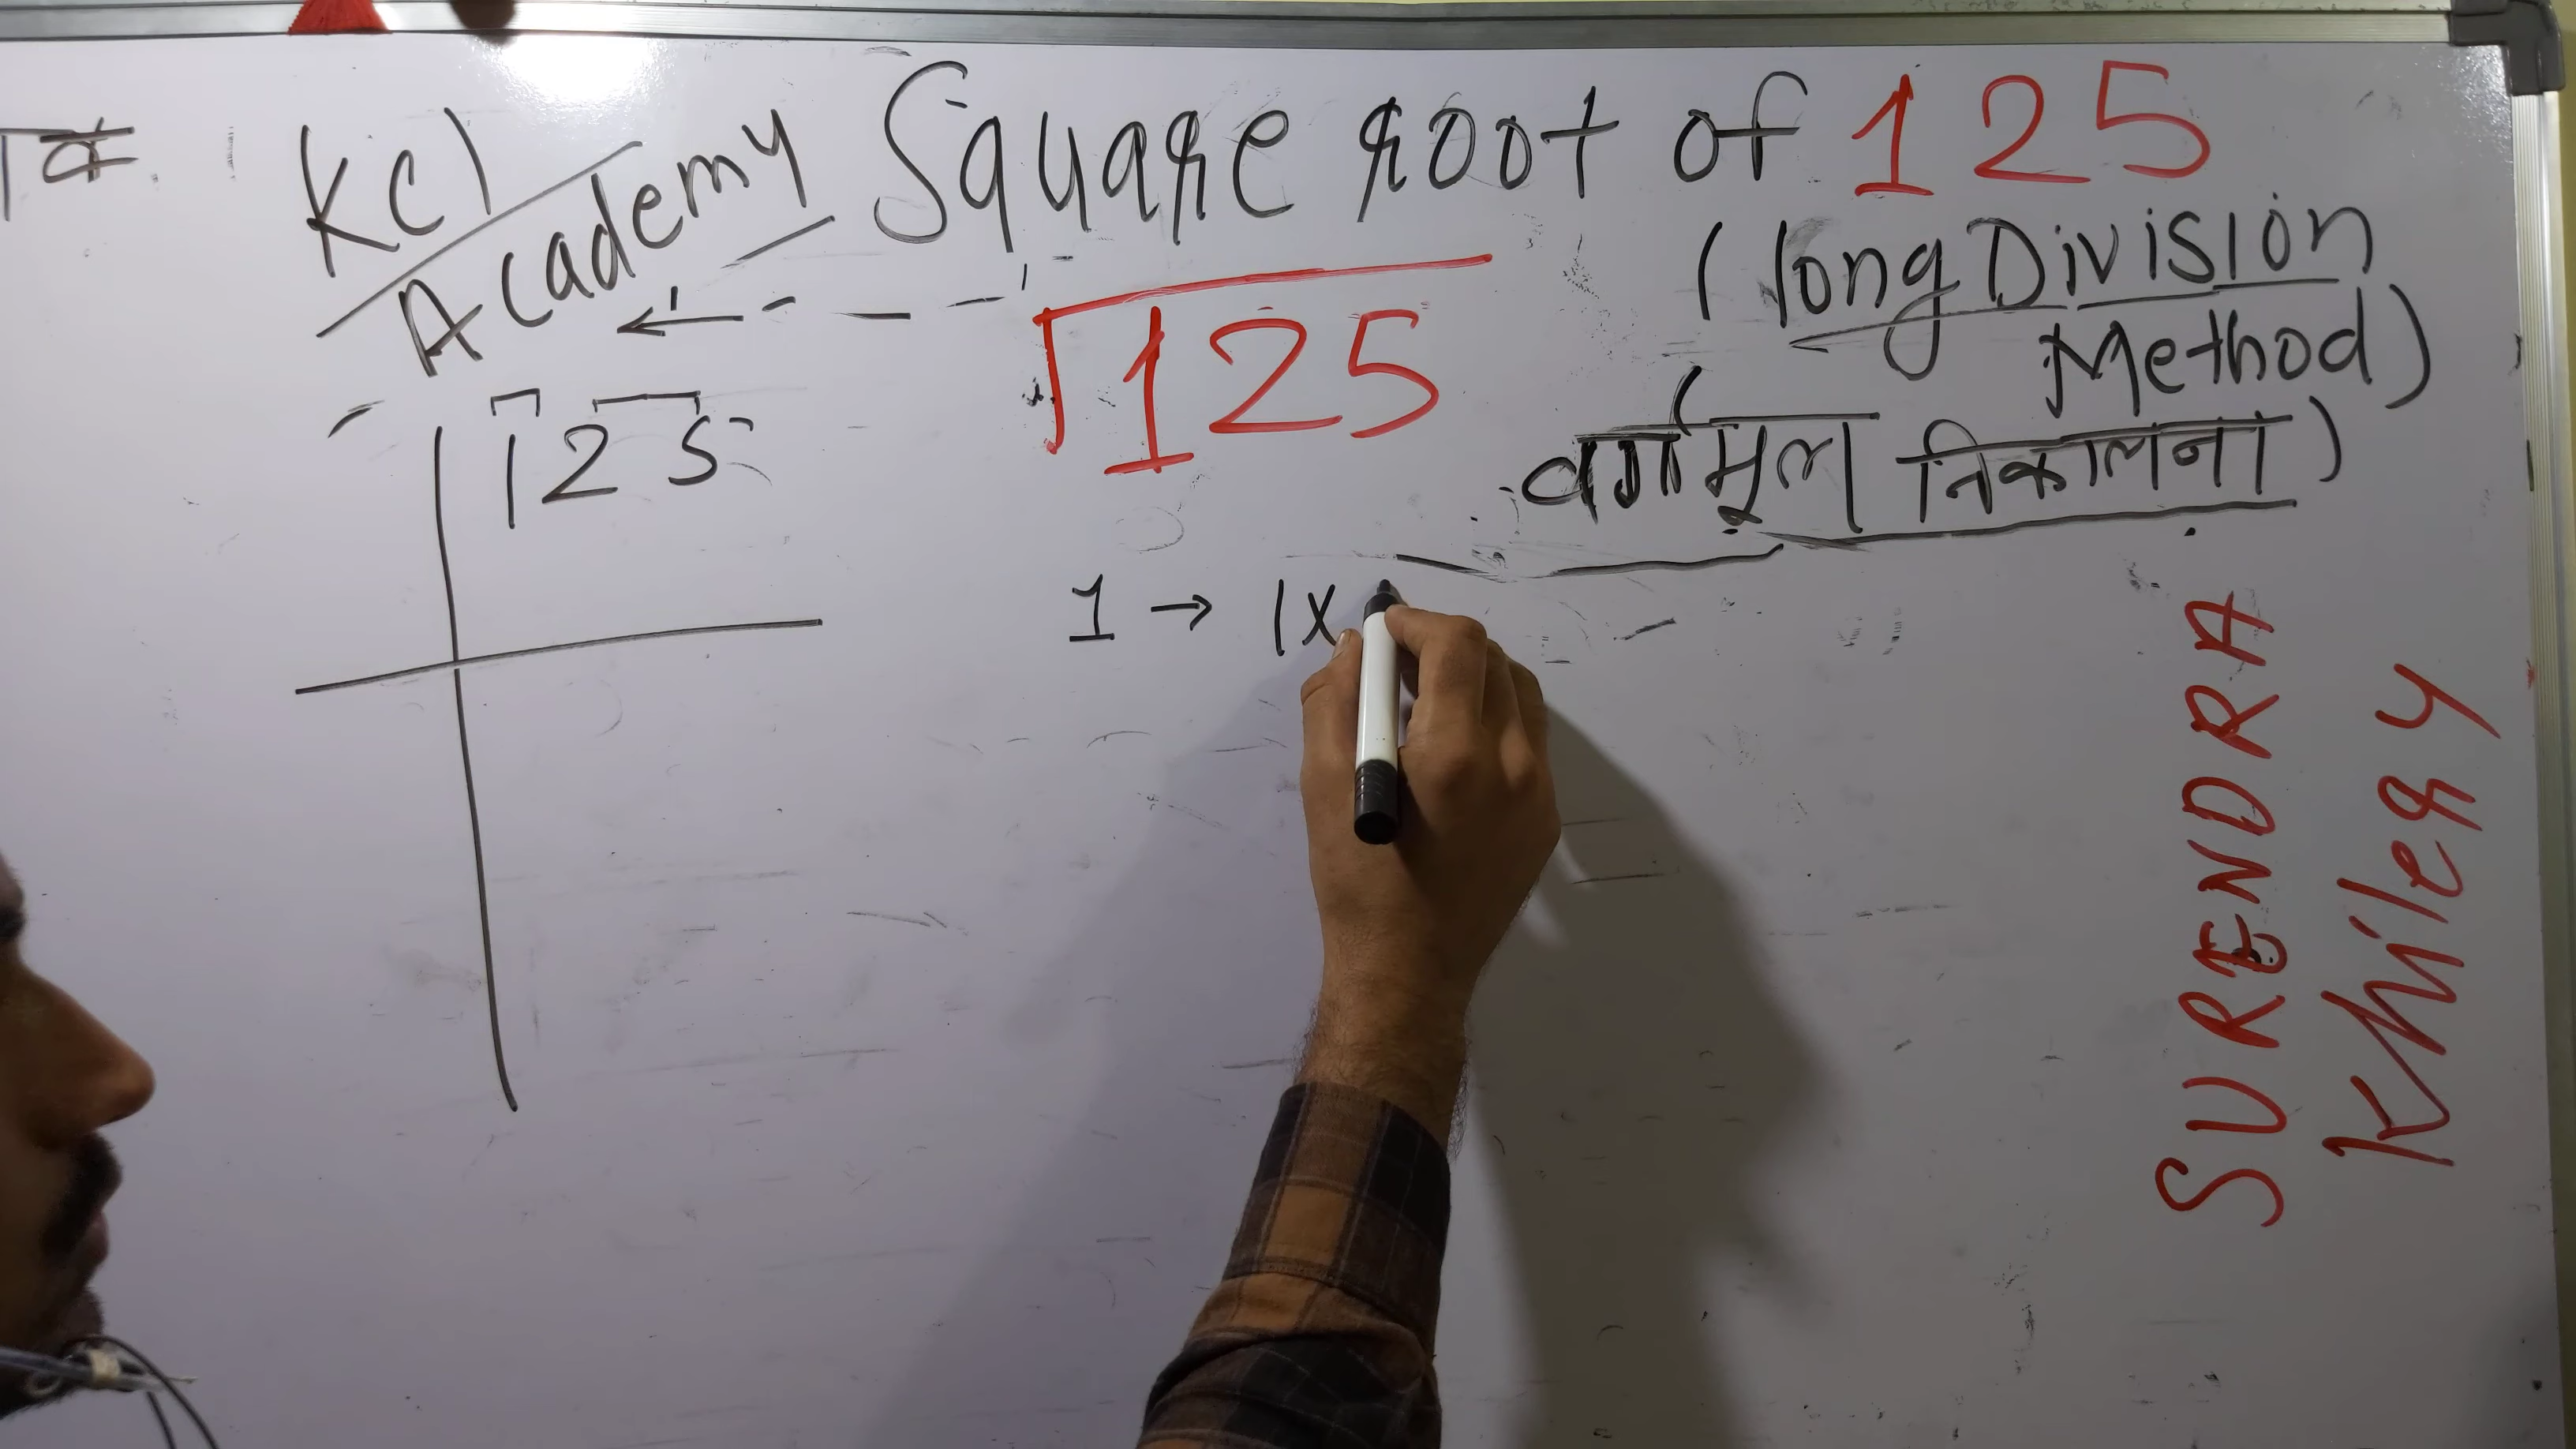 KCl
Academy
Square root of 125
(long Division
Method)
√125
(वर्गमूल निकालना)
125
1 → 1x
SURENDRA
Khilery